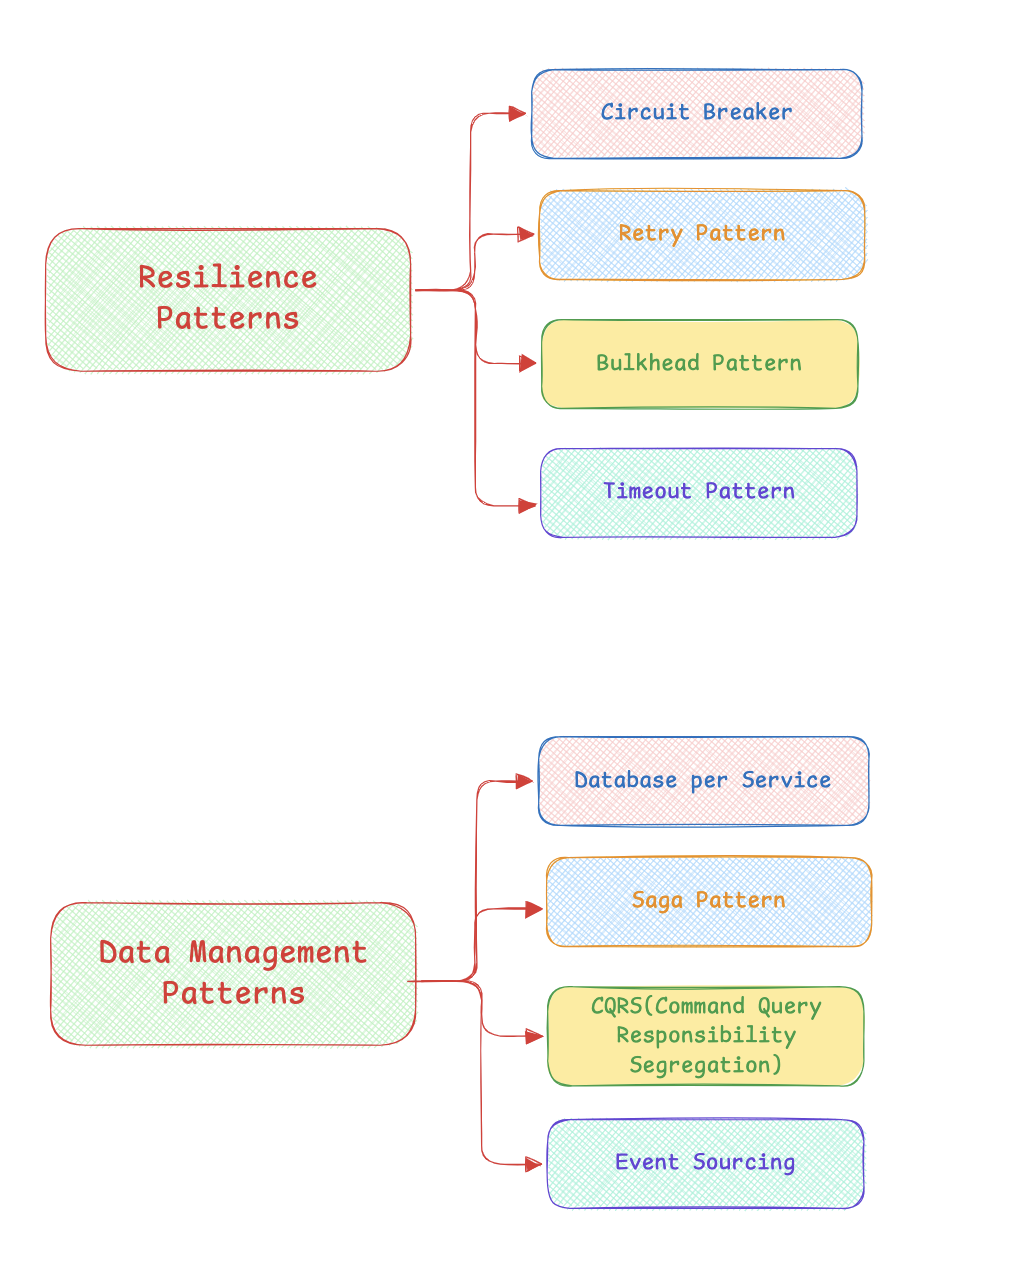 Circuit Breaker
Retry Pattern
Resilience
Patterns
Bulkhead Pattern
Timeout Pattern
Database per Service
Saga Pattern
Data Management
Patterns
CQRS(Command Query
Responsibility
Segregation)
Event Sourcing